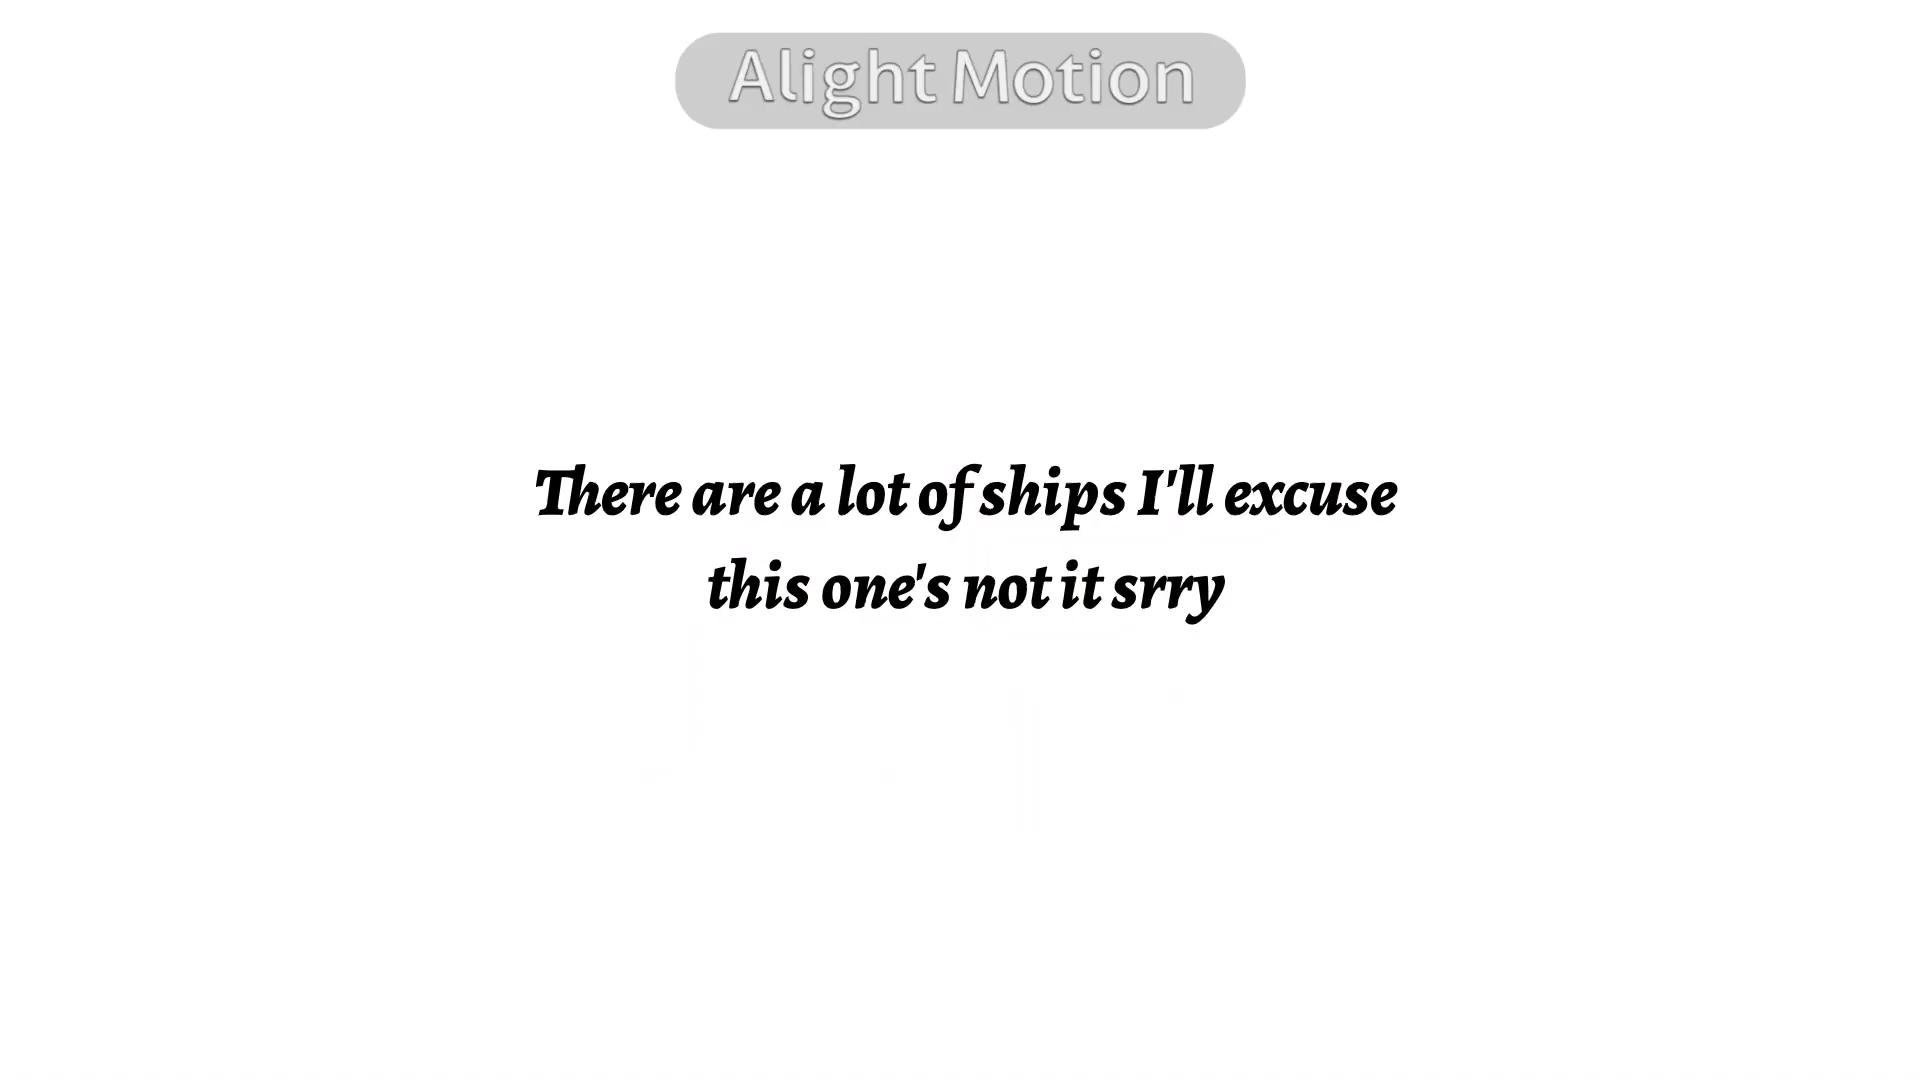 Alight Motion
There are a lot of ships I'll excuse
this one's not it srry